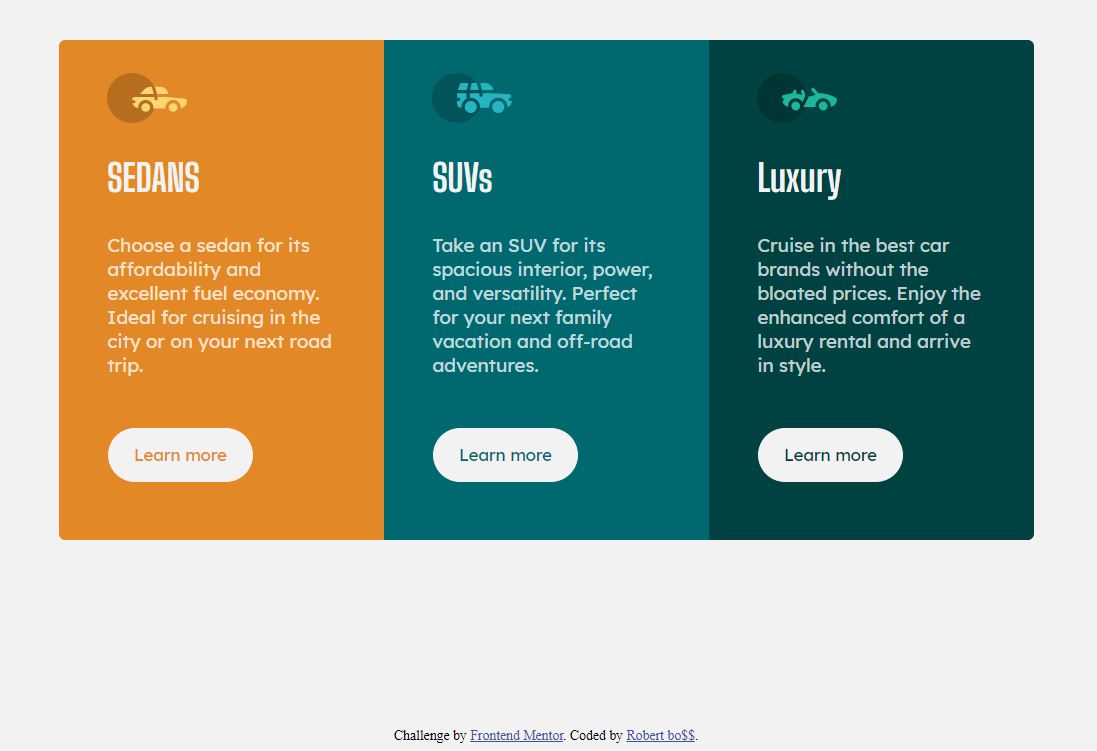 SEDANS
Choose a sedan for its
affordability and
excellent fuel economy.
Ideal for cruising in the
city or on your next road
trip.
Learn more
SUVs
Take an SUV for its
spacious interior, power,
and versatility. Perfect
for your next family
vacation and off-road
adventures.
Learn more
Luxury
Cruise in the best car
brands without the
bloated prices. Enjoy the
enhanced comfort of a
luxury rental and arrive
in style.
Learn more
Challenge by Frontend Mentor. Coded by Robert bo$$.